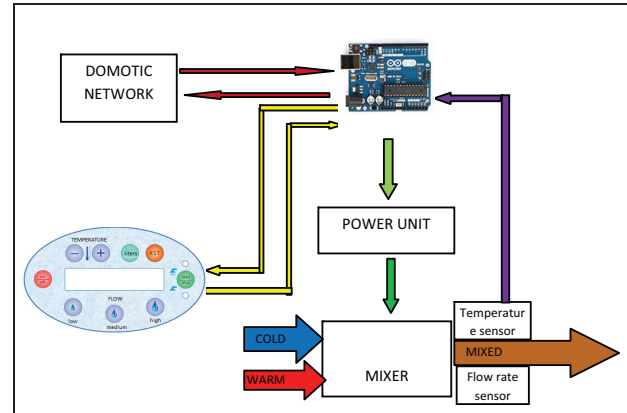 DOMOTIC
NETWORK
POWER UNIT
TEMPERATURE
liters
RST
FLOW
low
medium
high
COLD
WARM
MIXER
Temperatur
e sensor
MIXED
Flow rate
sensor